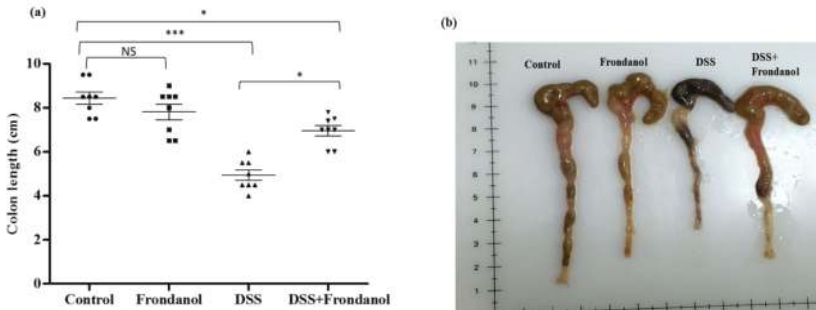 (a)
*
***
NS
*
10
8
6
4
2
0
Colon length (cm)
Control Frondanol DSS DSS+Frondanol
(b)
Control Frondanol DSS DSS+
Frondanol
11
10
9
8
7
6
5
4
3
2
1